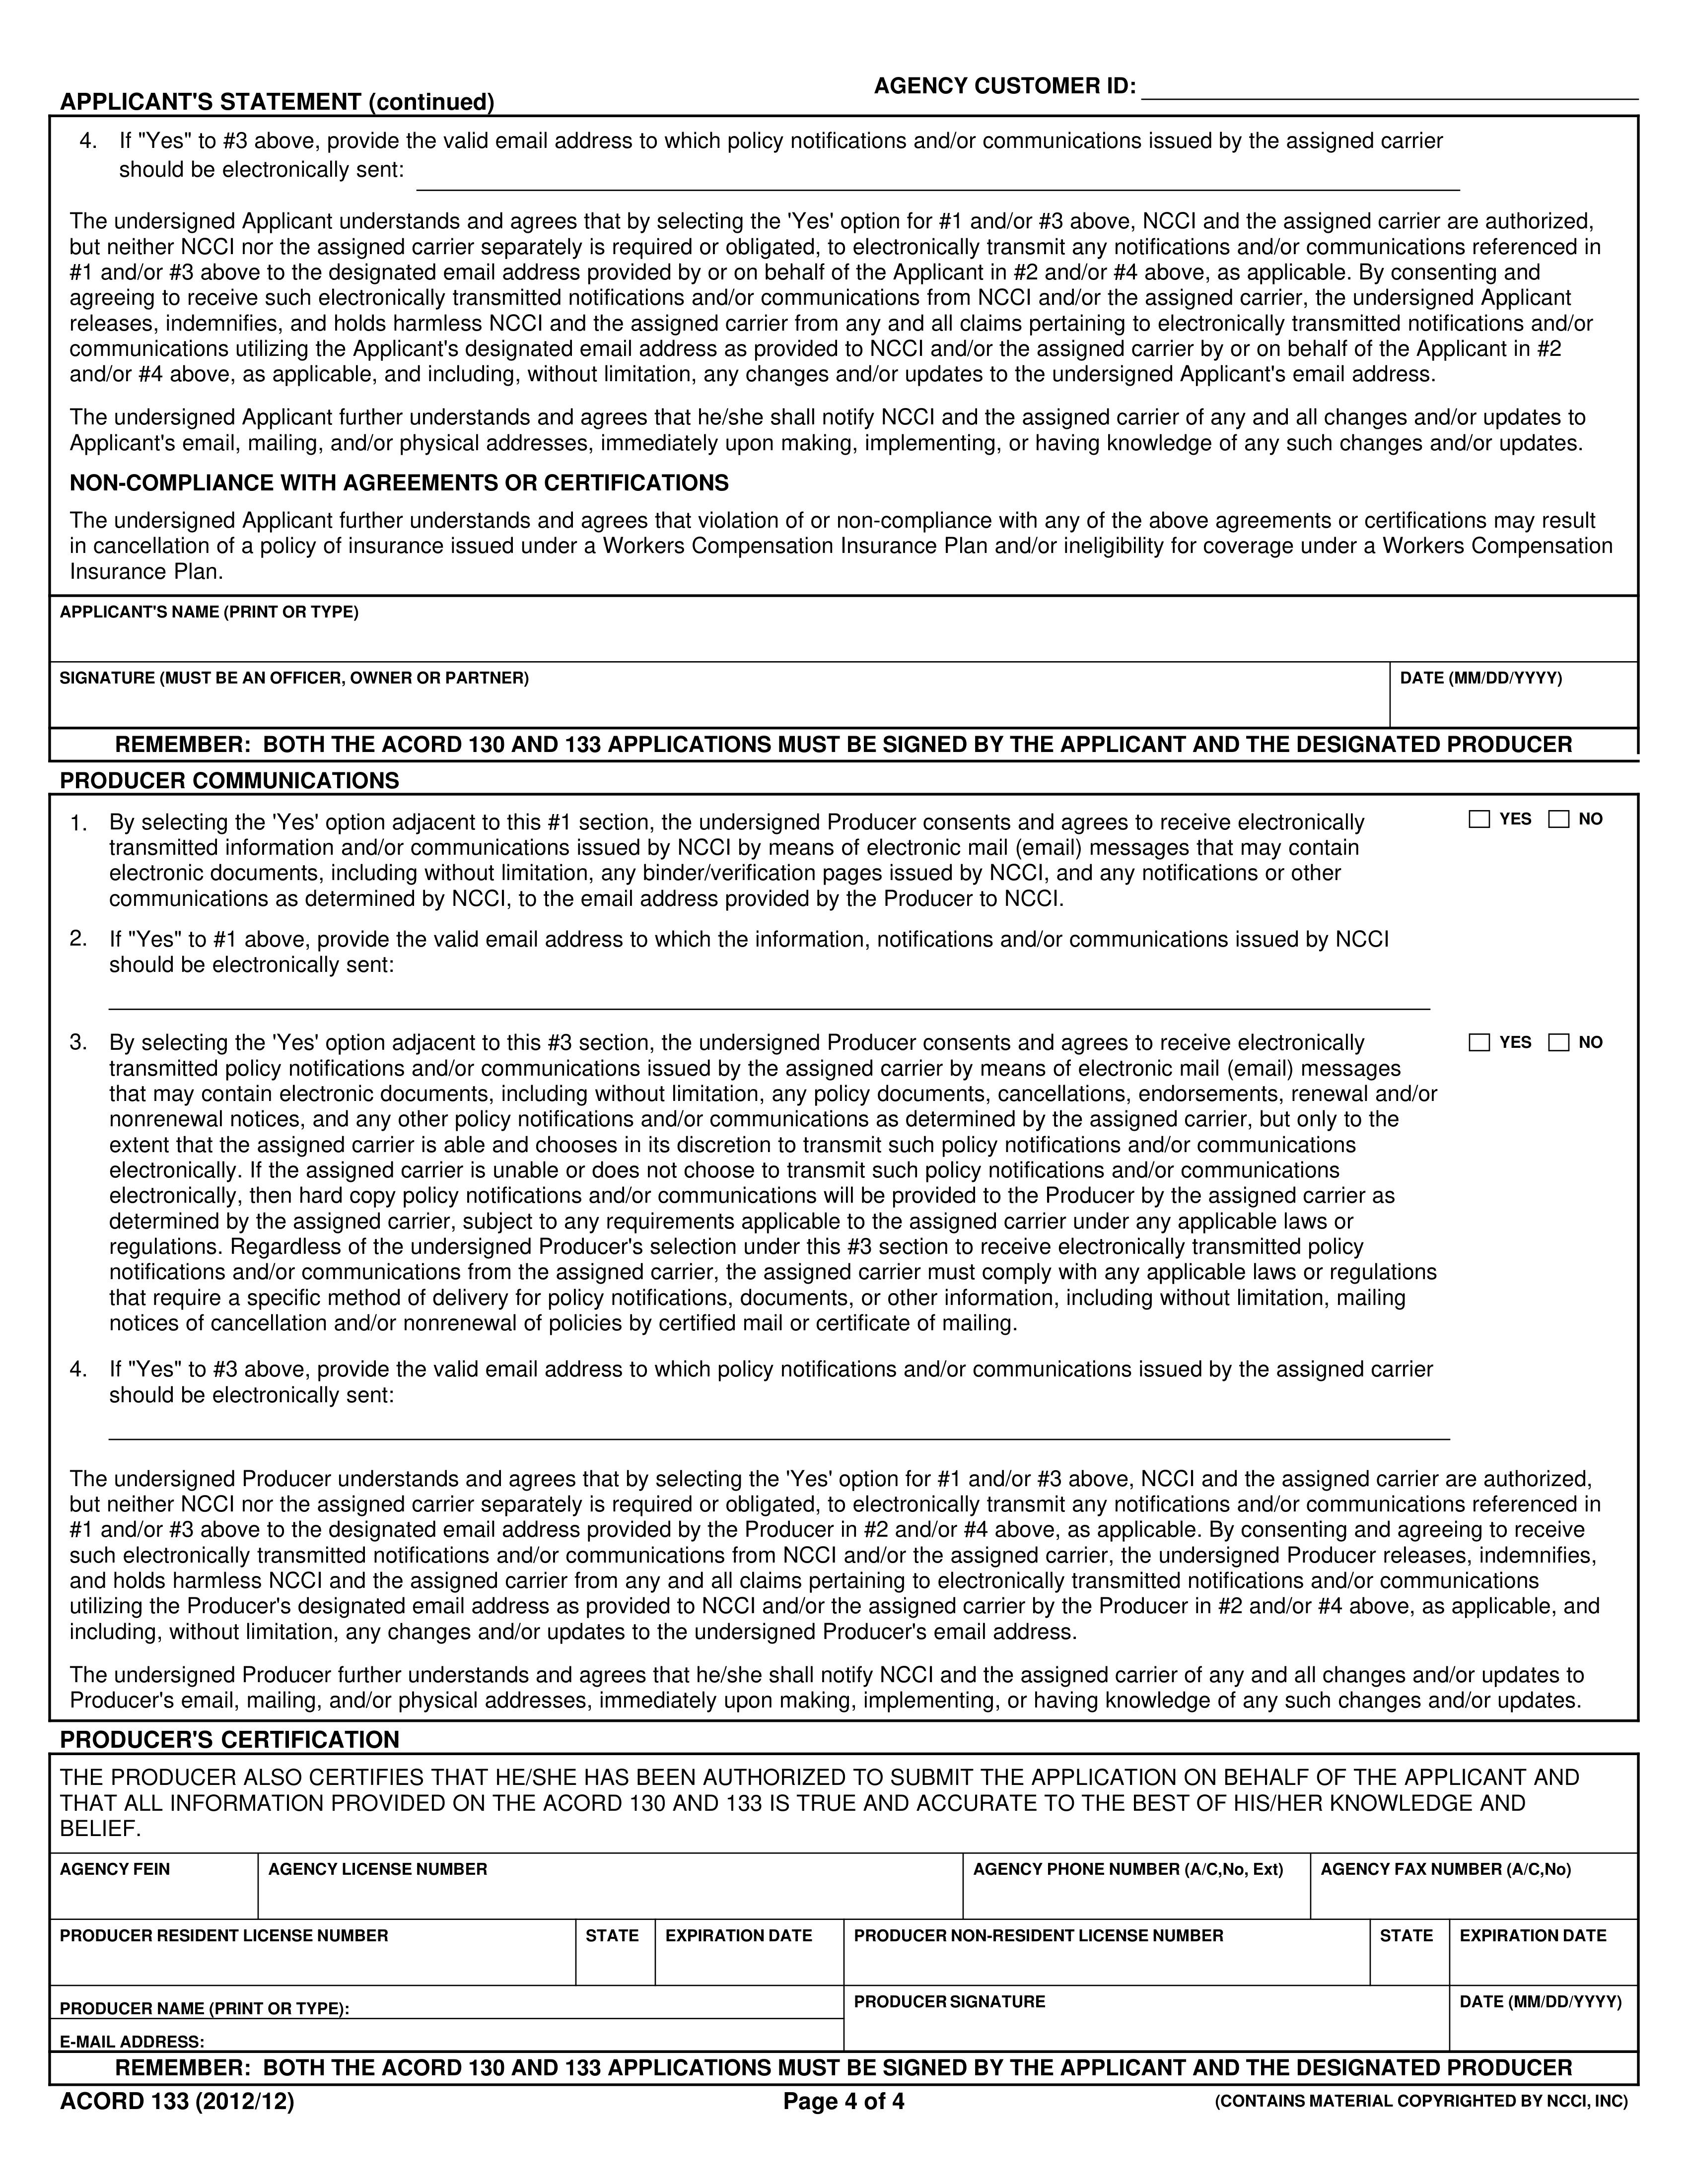 AGENCY CUSTOMER ID:
APPLICANT'S STATEMENT (continued)
4. If "Yes" to #3 above, provide the valid email address to which policy notifications and/or communications issued by the assigned carrier
should be electronically sent:
The undersigned Applicant understands and agrees that by selecting the 'Yes' option for #1 and/or #3 above, NCCI and the assigned carrier are authorized,
but neither NCCI nor the assigned carrier separately is required or obligated, to electronically transmit any notifications and/or communications referenced in
#1 and/or #3 above to the designated email address provided by or on behalf of the Applicant in #2 and/or #4 above, as applicable. By consenting and
agreeing to receive such electronically transmitted notifications and/or communications from NCCI and/or the assigned carrier, the undersigned Applicant
releases, indemnifies, and holds harmless NCCI and the assigned carrier from any and all claims pertaining to electronically transmitted notifications and/or
communications utilizing the Applicant's designated email address as provided to NCCI and/or the assigned carrier by or on behalf of the Applicant in #2
and/or #4 above, as applicable, and including, without limitation, any changes and/or updates to the undersigned Applicant's email address.
The undersigned Applicant further understands and agrees that he/she shall notify NCCI and the assigned carrier of any and all changes and/or updates to
Applicant's email, mailing, and/or physical addresses, immediately upon making, implementing, or having knowledge of any such changes and/or updates.
NON-COMPLIANCE WITH AGREEMENTS OR CERTIFICATIONS
The undersigned Applicant further understands and agrees that violation of or non-compliance with any of the above agreements or certifications may result
in cancellation of a policy of insurance issued under a Workers Compensation Insurance Plan and/or ineligibility for coverage under a Workers Compensation
Insurance Plan.
APPLICANT'S NAME (PRINT OR TYPE)
SIGNATURE (MUST BE AN OFFICER, OWNER OR PARTNER) DATE (MM/DD/YYYY)
REMEMBER: BOTH THE ACORD 130 AND 133 APPLICATIONS MUST BE SIGNED BY THE APPLICANT AND THE DESIGNATED PRODUCER
PRODUCER COMMUNICATIONS
1. By selecting the 'Yes' option adjacent to this #1 section, the undersigned Producer consents and agrees to receive electronically YES NO
transmitted information and/or communications issued by NCCI by means of electronic mail (email) messages that may contain
electronic documents, including without limitation, any binder/verification pages issued by NCCI, and any notifications or other
communications as determined by NCCI, to the email address provided by the Producer to NCCI.
2. If "Yes" to #1 above, provide the valid email address to which the information, notifications and/or communications issued by NCCI
should be electronically sent:
3. By selecting the 'Yes' option adjacent to this #3 section, the undersigned Producer consents and agrees to receive electronically YES NO
transmitted policy notifications and/or communications issued by the assigned carrier by means of electronic mail (email) messages
that may contain electronic documents, including without limitation, any policy documents, cancellations, endorsements, renewal and/or
nonrenewal notices, and any other policy notifications and/or communications as determined by the assigned carrier, but only to the
extent that the assigned carrier is able and chooses in its discretion to transmit such policy notifications and/or communications
electronically. If the assigned carrier is unable or does not choose to transmit such policy notifications and/or communications
electronically, then hard copy policy notifications and/or communications will be provided to the Producer by the assigned carrier as
determined by the assigned carrier, subject to any requirements applicable to the assigned carrier under any applicable laws or
regulations. Regardless of the undersigned Producer's selection under this #3 section to receive electronically transmitted policy
notifications and/or communications from the assigned carrier, the assigned carrier must comply with any applicable laws or regulations
that require a specific method of delivery for policy notifications, documents, or other information, including without limitation, mailing
notices of cancellation and/or nonrenewal of policies by certified mail or certificate of mailing.
4. If "Yes" to #3 above, provide the valid email address to which policy notifications and/or communications issued by the assigned carrier
should be electronically sent:
The undersigned Producer understands and agrees that by selecting the 'Yes' option for #1 and/or #3 above, NCCI and the assigned carrier are authorized,
but neither NCCI nor the assigned carrier separately is required or obligated, to electronically transmit any notifications and/or communications referenced in
#1 and/or #3 above to the designated email address provided by the Producer in #2 and/or #4 above, as applicable. By consenting and agreeing to receive
such electronically transmitted notifications and/or communications from NCCI and/or the assigned carrier, the undersigned Producer releases, indemnifies,
and holds harmless NCCI and the assigned carrier from any and all claims pertaining to electronically transmitted notifications and/or communications
utilizing the Producer's designated email address as provided to NCCI and/or the assigned carrier by the Producer in #2 and/or #4 above, as applicable, and
including, without limitation, any changes and/or updates to the undersigned Producer's email address.
The undersigned Producer further understands and agrees that he/she shall notify NCCI and the assigned carrier of any and all changes and/or updates to
Producer's email, mailing, and/or physical addresses, immediately upon making, implementing, or having knowledge of any such changes and/or updates.
PRODUCER'S CERTIFICATION
THE PRODUCER ALSO CERTIFIES THAT HE/SHE HAS BEEN AUTHORIZED TO SUBMIT THE APPLICATION ON BEHALF OF THE APPLICANT AND
THAT ALL INFORMATION PROVIDED ON THE ACORD 130 AND 133 IS TRUE AND ACCURATE TO THE BEST OF HIS/HER KNOWLEDGE AND
BELIEF.
AGENCY FEIN AGENCY LICENSE NUMBER AGENCY PHONE NUMBER (A/C,No, Ext) AGENCY FAX NUMBER (A/C,No)
PRODUCER RESIDENT LICENSE NUMBER STATE EXPIRATION DATE PRODUCER NON-RESIDENT LICENSE NUMBER STATE EXPIRATION DATE
PRODUCER NAME (PRINT OR TYPE): PRODUCER SIGNATURE DATE (MM/DD/YYYY)
E-MAIL ADDRESS:
REMEMBER: BOTH THE ACORD 130 AND 133 APPLICATIONS MUST BE SIGNED BY THE APPLICANT AND THE DESIGNATED PRODUCER
ACORD 133 (2012/12) Page 4 of 4 (CONTAINS MATERIAL COPYRIGHTED BY NCCI, INC)